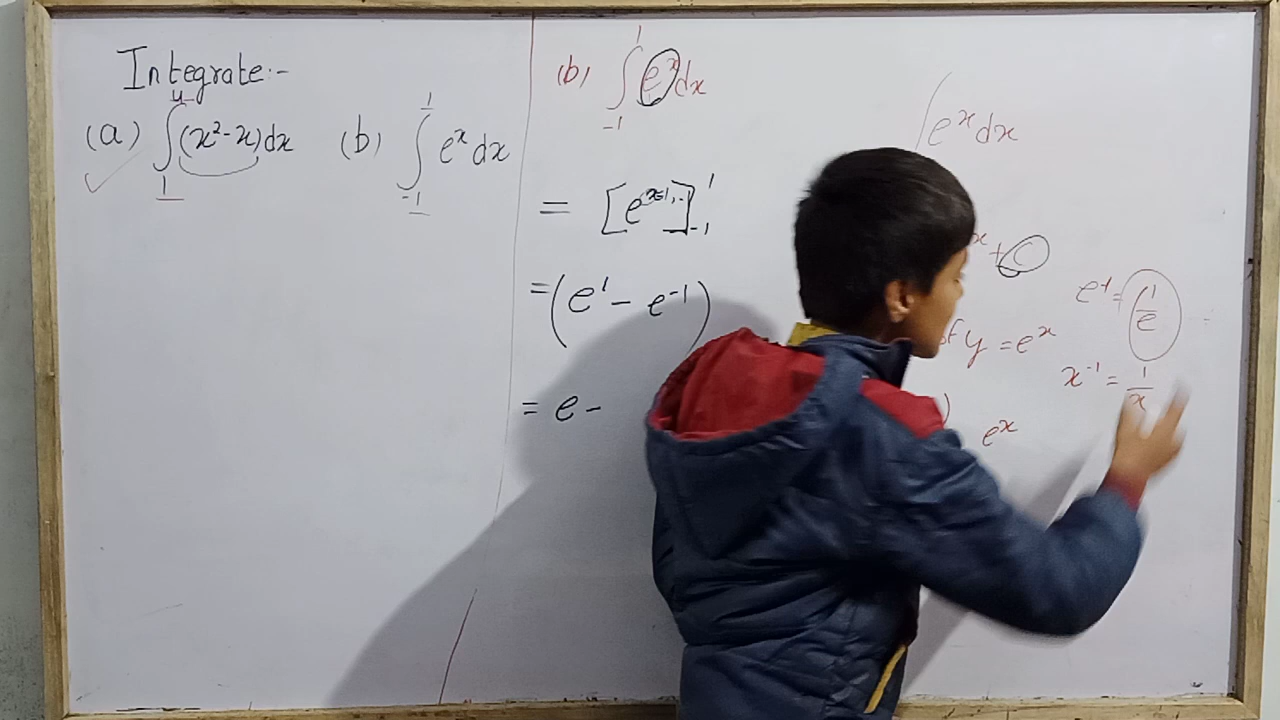 Integrate:-
(a) ∫₁⁴ (x²-x)dx (b) ∫₋₁¹ eˣ dx
(b) ∫₋₁¹ eˣ dx
= [e ]₋₁¹
= (e¹ - e⁻¹)
= e -
∫ eˣ dx
x + C
y = eˣ
eˣ
e⁻¹ = 1/e
x⁻¹ = 1/x